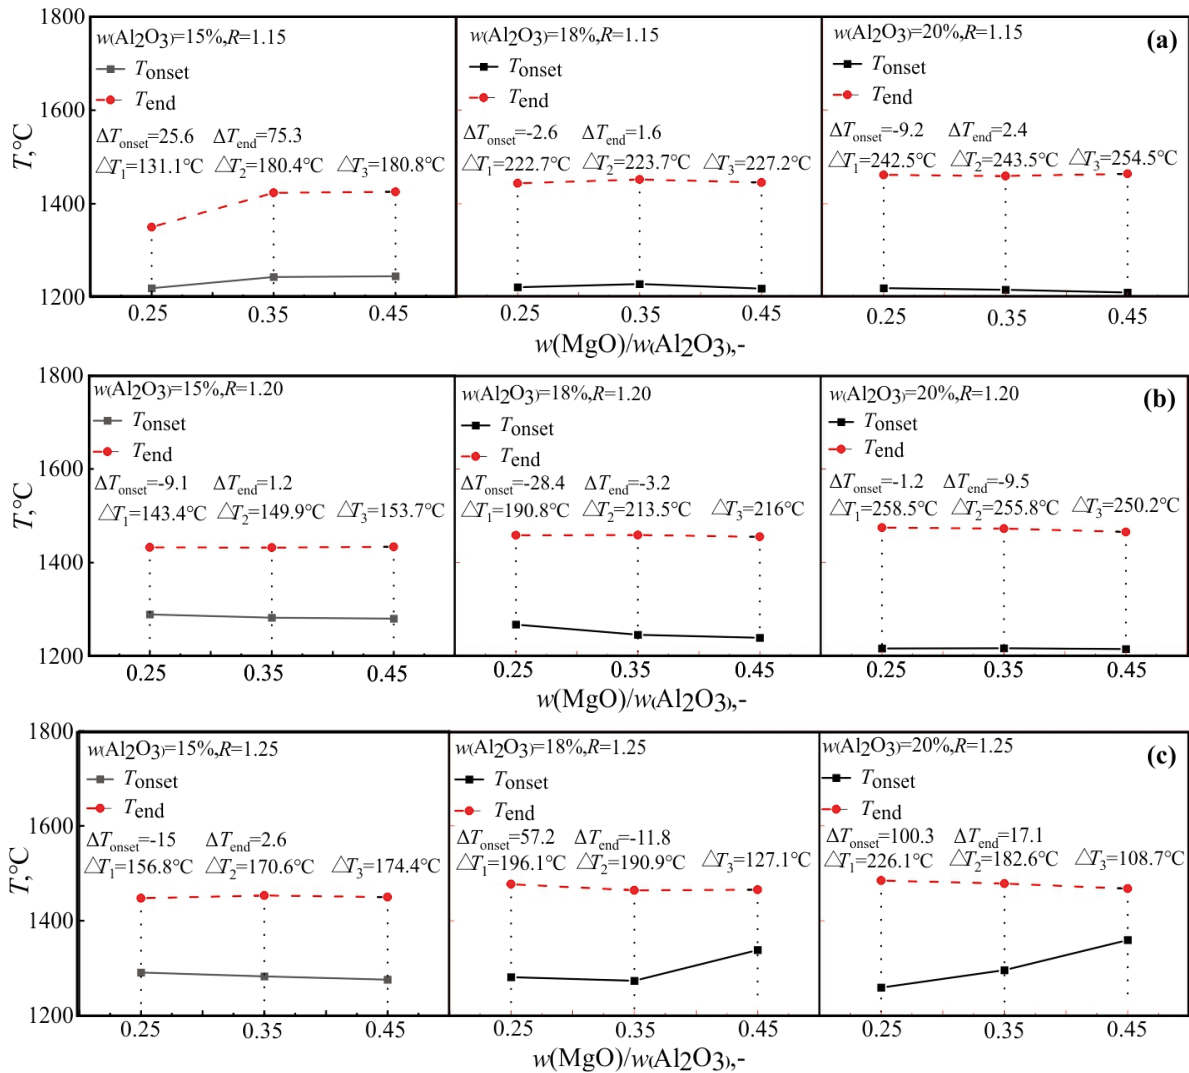 1800
1600
1400
1200
T,°C
w(Al2O3)=15%,R=1.15
Tonset
Tend
ΔTonset=25.6 ΔTend=75.3
△T1=131.1°C △T2=180.4°C △T3=180.8°C
w(Al2O3)=18%,R=1.15
Tonset
Tend
ΔTonset=-2.6 ΔTend=1.6
△T1=222.7°C △T2=223.7°C △T3=227.2°C
w(Al2O3)=20%,R=1.15
(a)
Tonset
Tend
ΔTonset=-9.2 ΔTend=2.4
△T1=242.5°C △T2=243.5°C △T3=254.5°C
0.25 0.35 0.45 0.25 0.35 0.45 0.25 0.35 0.45
w(MgO)/w(Al2O3),-
1800
1600
1400
1200
T,°C
w(Al2O3)=15%,R=1.20
Tonset
Tend
ΔTonset=-9.1 ΔTend=1.2
△T1=143.4°C △T2=149.9°C △T3=153.7°C
w(Al2O3)=18%,R=1.20
Tonset
Tend
ΔTonset=-28.4 ΔTend=-3.2
△T1=190.8°C △T2=213.5°C △T3=216°C
w(Al2O3)=20%,R=1.20
(b)
Tonset
Tend
ΔTonset=-1.2 ΔTend=-9.5
△T1=258.5°C △T2=255.8°C △T3=250.2°C
0.25 0.35 0.45 0.25 0.35 0.45 0.25 0.35 0.45
w(MgO)/w(Al2O3),-
1800
1600
1400
1200
T,°C
w(Al2O3)=15%,R=1.25
Tonset
Tend
ΔTonset=-15 ΔTend=2.6
△T1=156.8°C △T2=170.6°C △T3=174.4°C
w(Al2O3)=18%,R=1.25
Tonset
Tend
ΔTonset=57.2 ΔTend=-11.8
△T1=196.1°C △T2=190.9°C △T3=127.1°C
w(Al2O3)=20%,R=1.25
(c)
Tonset
Tend
ΔTonset=100.3 ΔTend=17.1
△T1=226.1°C △T2=182.6°C △T3=108.7°C
0.25 0.35 0.45 0.25 0.35 0.45 0.25 0.35 0.45
w(MgO)/w(Al2O3),-